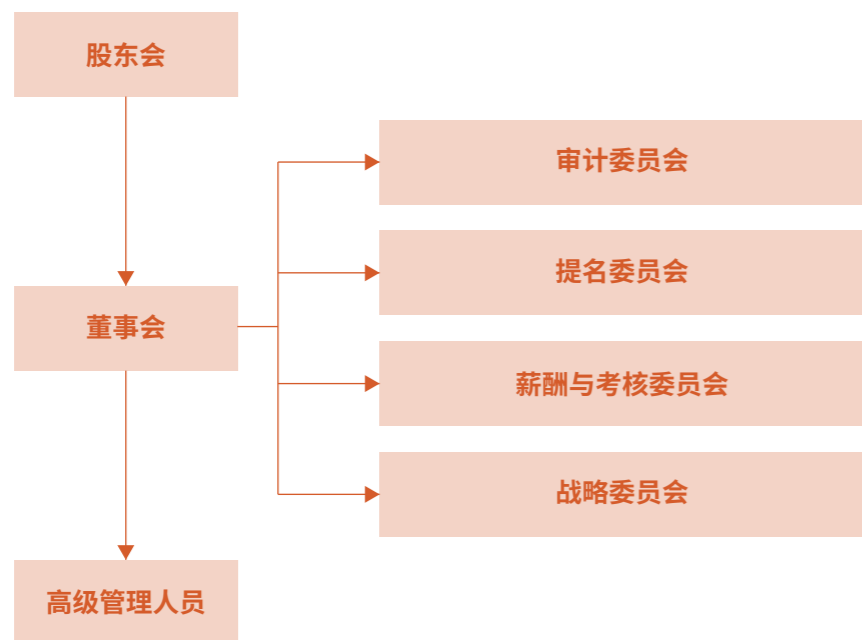 股东会
审计委员会
提名委员会
董事会
薪酬与考核委员会
战略委员会
高级管理人员